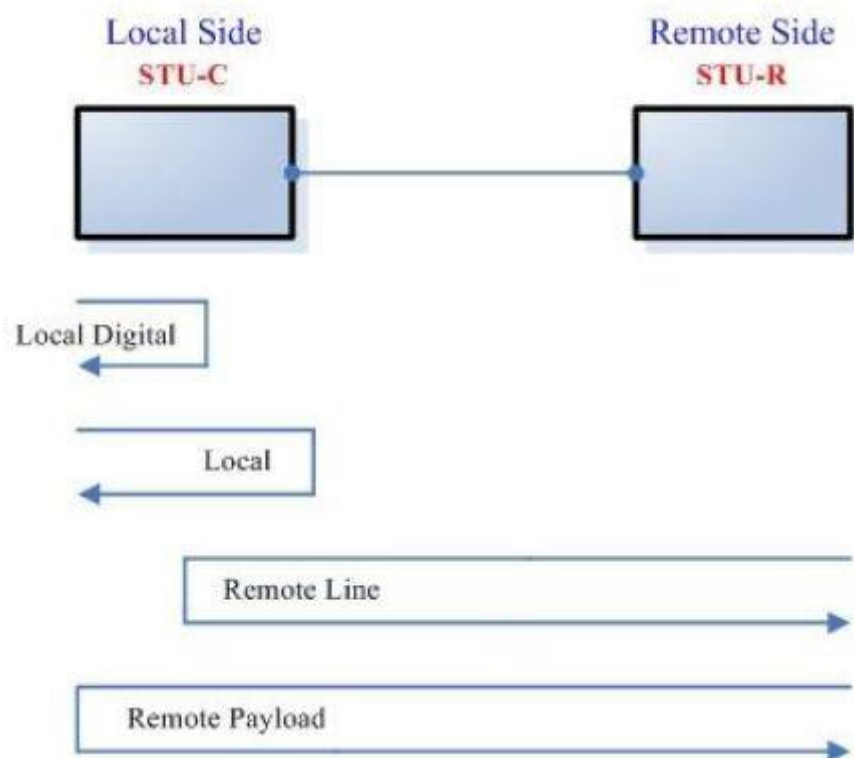 Local Side
STU-C
Remote Side
STU-R
Local Digital
Local
Remote Line
Remote Payload